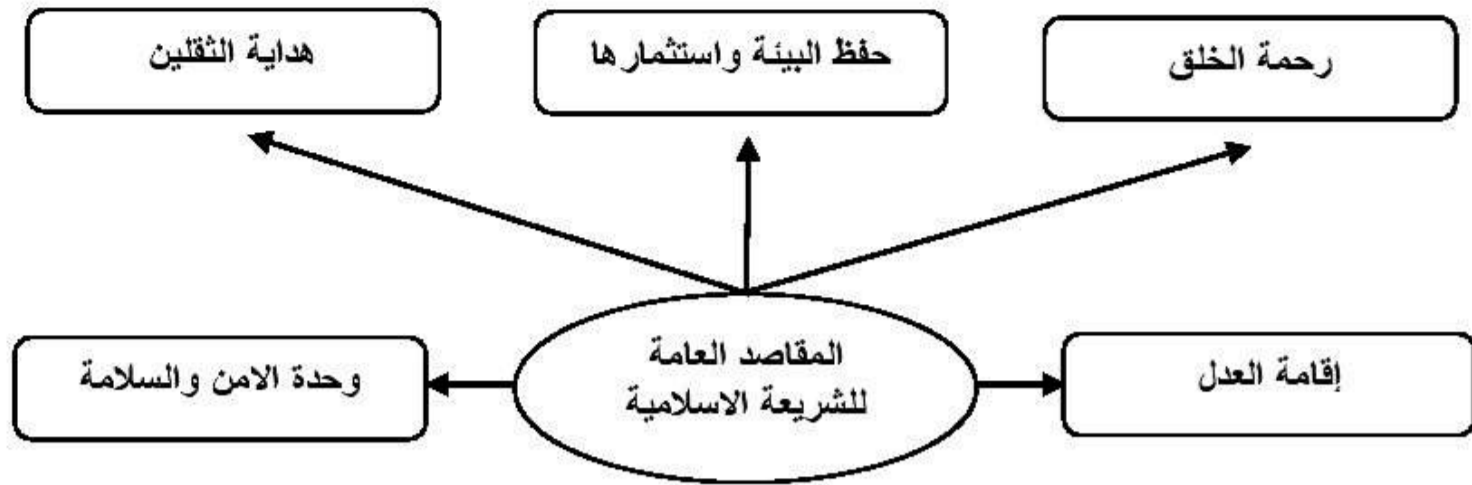 رحمة الخلق
حفظ البيئة واستثمارها
هداية الثقلين
إقامة العدل
المقاصد العامة
للشريعة الاسلامية
وحدة الامن والسلامة